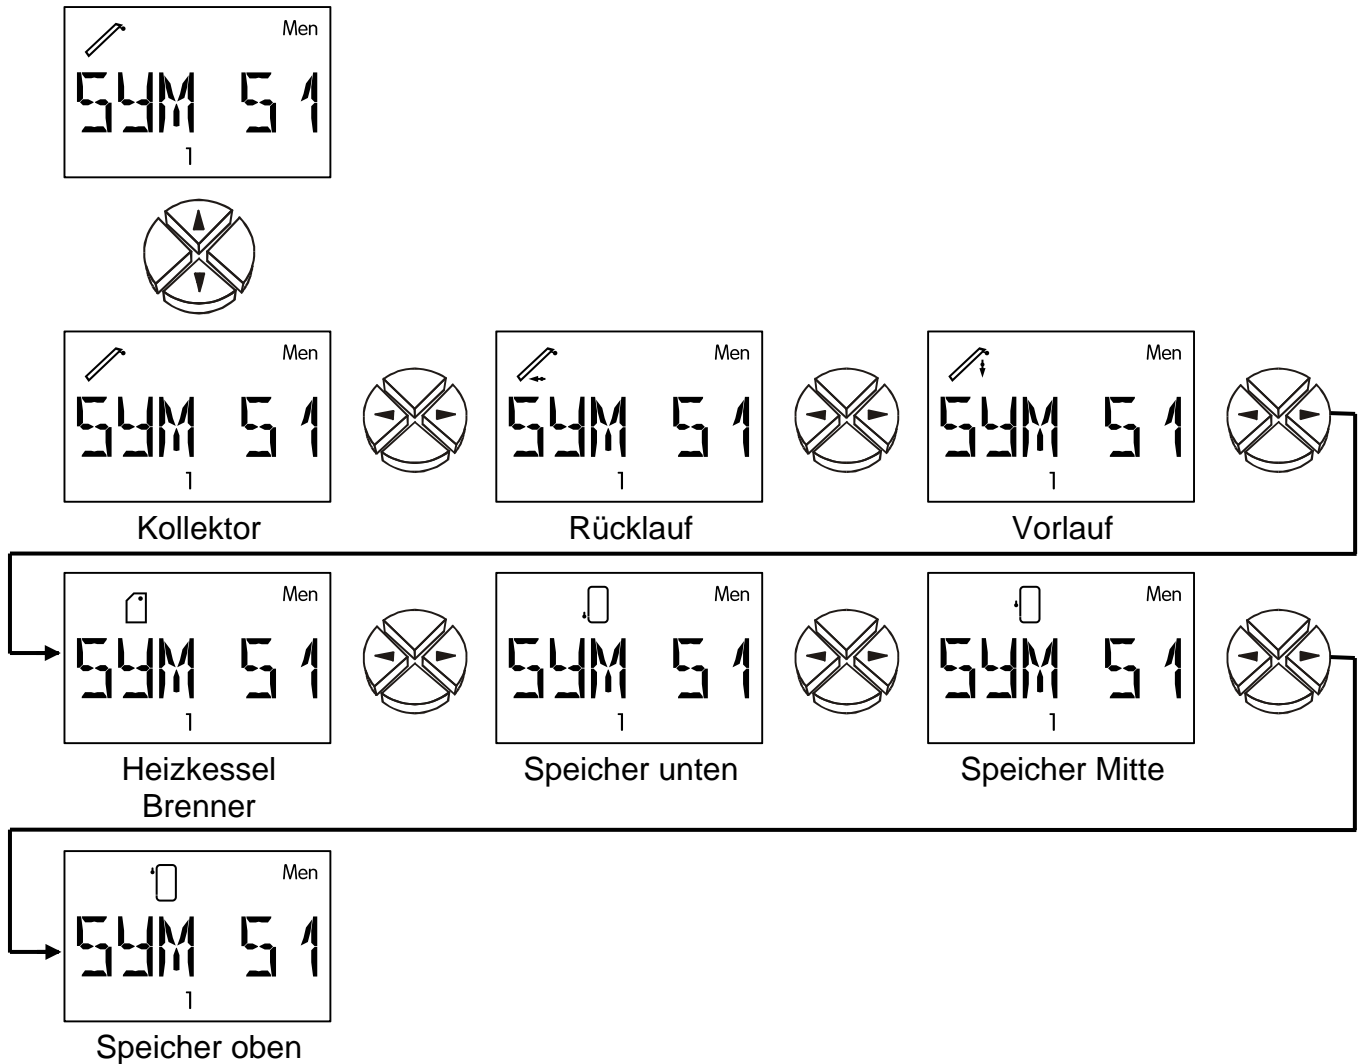 Men
SYM S1
1
Men
SYM S1
1
Kollektor
Men
SYM S1
1
Rücklauf
Men
SYM S1
1
Vorlauf
Men
SYM S1
1
Heizkessel
Brenner
Men
SYM S1
1
Speicher unten
Men
SYM S1
1
Speicher Mitte
Men
SYM S1
1
Speicher oben